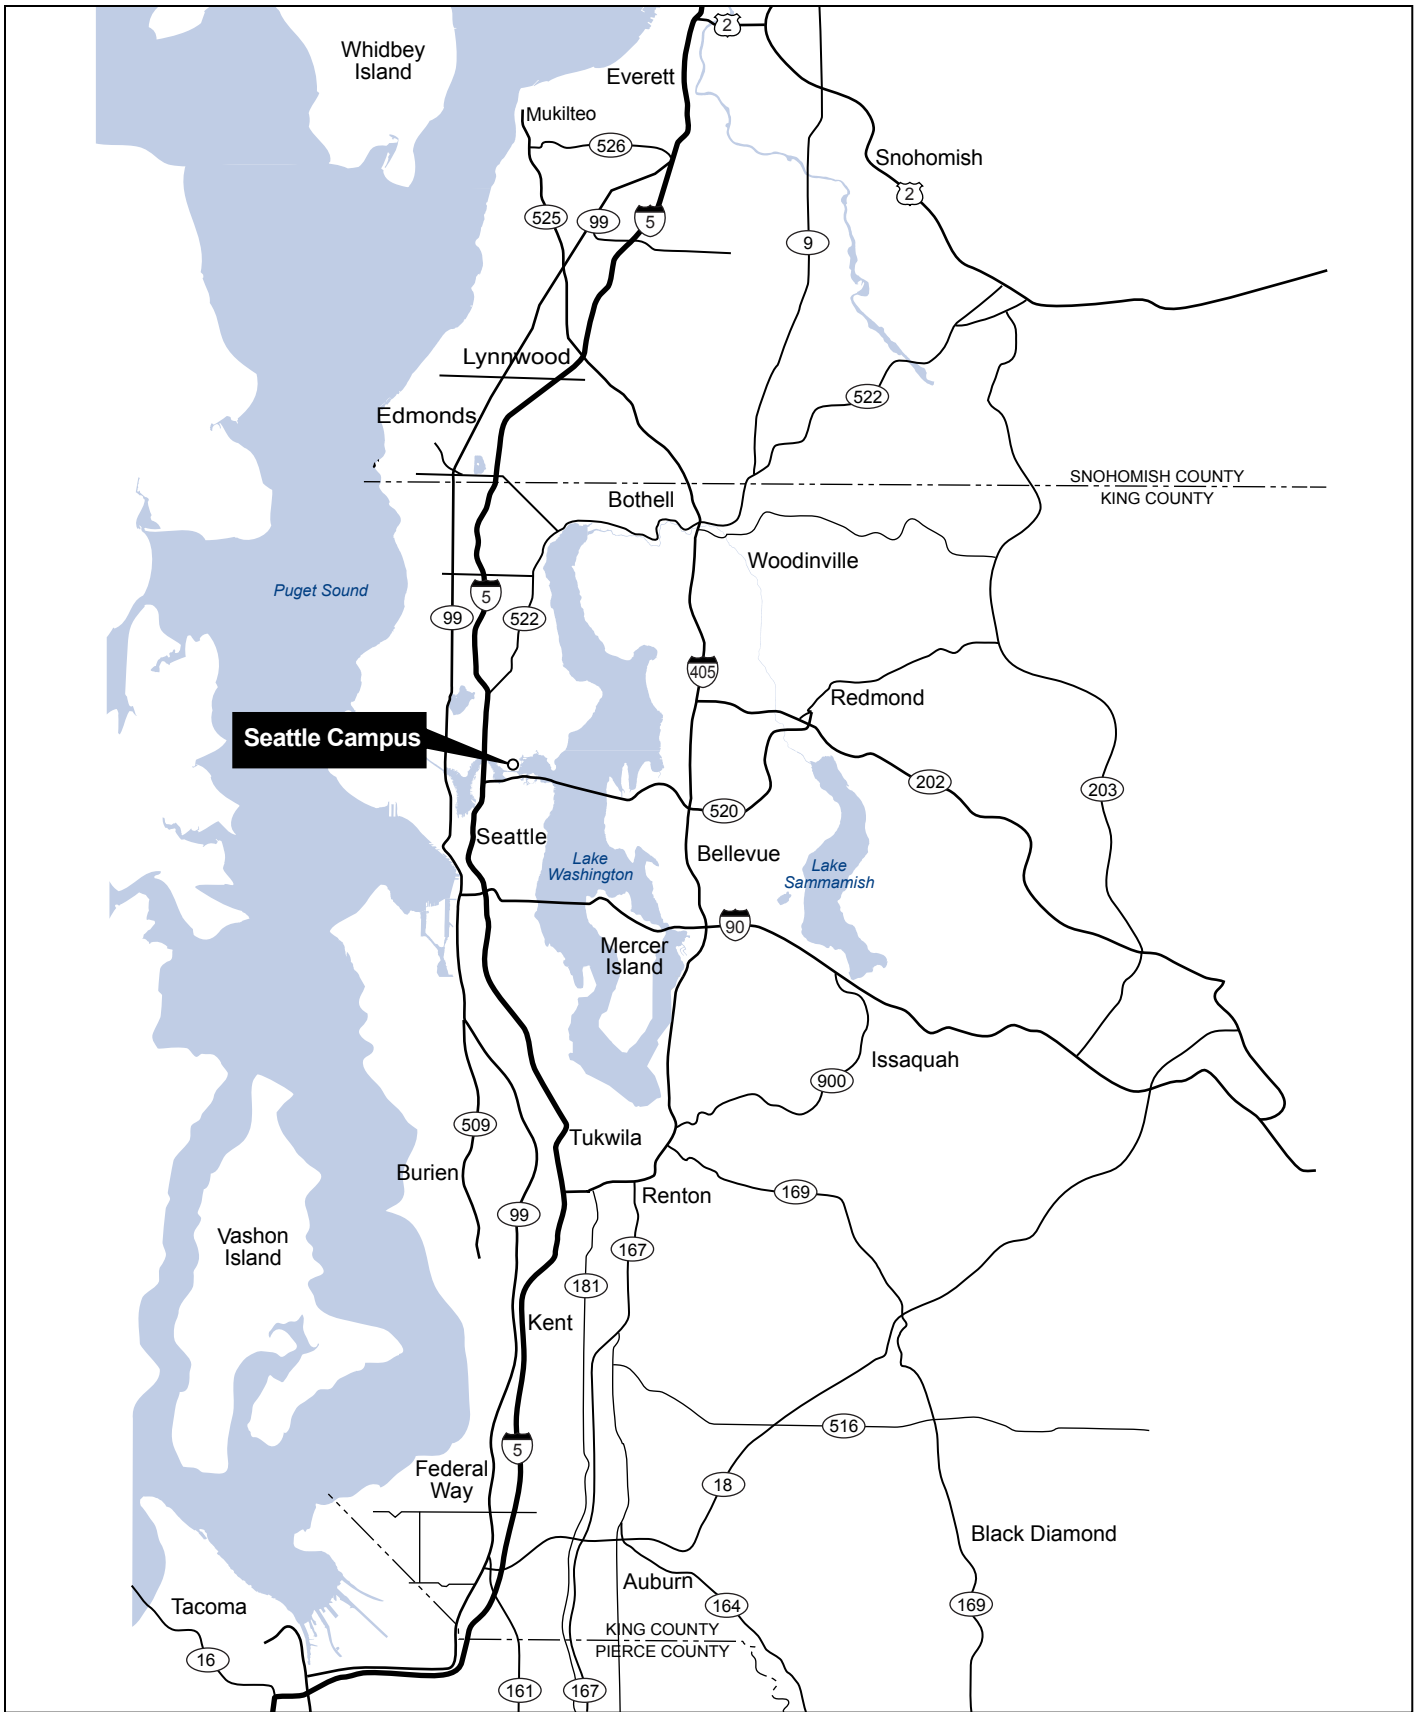 2
Whidbey
Island
Everett
Mukilteo
526
Snohomish
2
525
99
5
9
Lynnwood
522
Edmonds
SNOHOMISH COUNTY
KING COUNTY
Bothell
Woodinville
Puget Sound
5
99
522
405
Redmond
Seattle Campus
202
203
520
Seattle
Bellevue
Lake
Washington
Lake
Sammamish
90
Mercer
Island
Issaquah
900
509
Tukwila
Burien
169
Renton
99
Vashon
Island
167
181
Kent
516
5
Federal
Way
18
Black Diamond
Auburn
Tacoma
164
169
KING COUNTY
PIERCE COUNTY
16
161
167